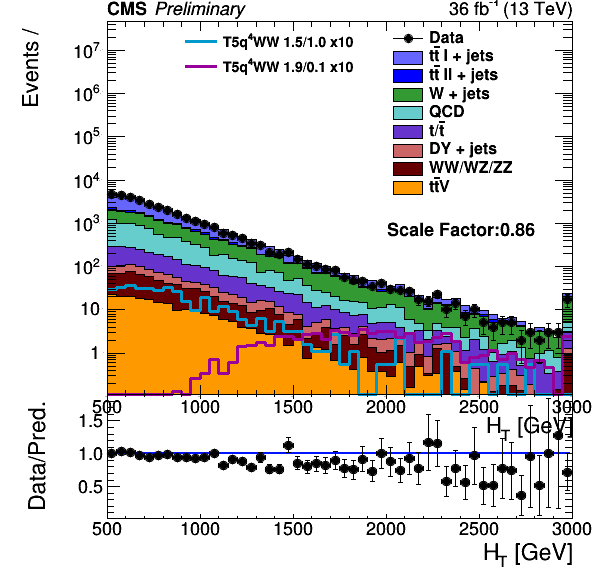 CMS Preliminary 36 fb⁻¹ (13 TeV)
Events /
10⁷
10⁶
10⁵
10⁴
10³
10²
10
1
T5q⁴WW 1.5/1.0 x10
T5q⁴WW 1.9/0.1 x10
Data
tt̄ l + jets
tt̄ ll + jets
W + jets
QCD
t/t̄
DY + jets
WW/WZ/ZZ
tt̄V
Scale Factor:0.86
500 1000 1500 2000 2500 3000
H_T [GeV]
Data/Pred.
1.5
1.0
0.5
500 1000 1500 2000 2500 3000
H_T [GeV]